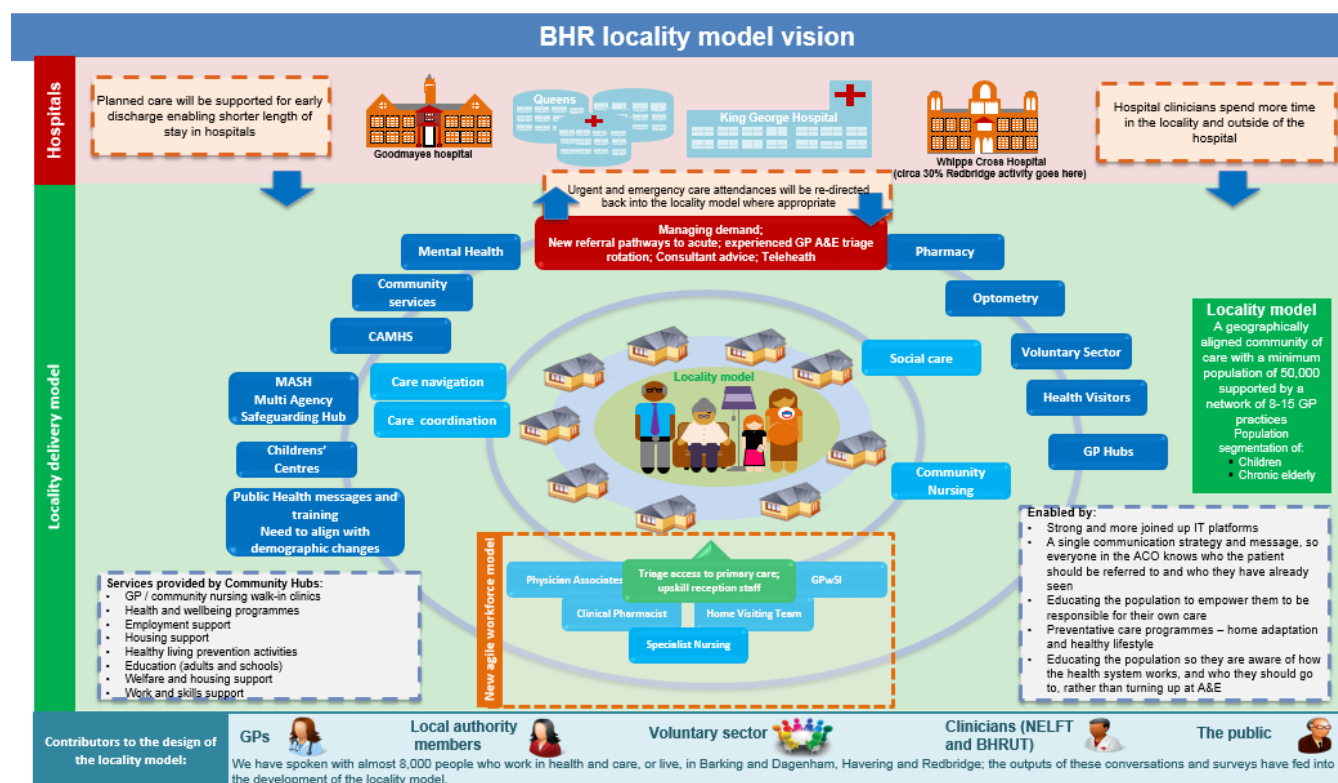 BHR locality model vision
Hospitals
Planned care will be supported for early
discharge enabling shorter length of
stay in hospitals
Goodmayes hospital
Queens
King George Hospital
Whipps Cross Hospital
(circa 30% Redbridge activity goes here)
Hospital clinicians spend more time
in the locality and outside of the
hospital
Urgent and emergency care attendances will be re-directed
back into the locality model where appropriate
Managing demand;
New referral pathways to acute; experienced GP A&E triage
rotation; Consultant advice; Teleheath
Locality delivery model
Mental Health
Community
services
CAMHS
MASH
Multi Agency
Safeguarding Hub
Childrens'
Centres
Public Health messages and
training
Need to align with
demographic changes
Care navigation
Care coordination
Locality model
Social care
Community
Nursing
Pharmacy
Optometry
Voluntary Sector
Health Visitors
GP Hubs
Locality model
A geographically
aligned community of
care with a minimum
population of 50,000
supported by a
network of 8-15 GP
practices
Population
segmentation of:
▪ Children
▪ Chronic elderly
Services provided by Community Hubs:
• GP / community nursing walk-in clinics
• Health and wellbeing programmes
• Employment support
• Housing support
• Healthy living prevention activities
• Education (adults and schools)
• Welfare and housing support
• Work and skills support
New agile workforce model
Triage access to primary care;
upskill reception staff
Physician Associates
GPwSI
Clinical Pharmacist
Home Visiting Team
Specialist Nursing
Enabled by:
• Strong and more joined up IT platforms
• A single communication strategy and message, so
everyone in the ACO knows who the patient
should be referred to and who they have already
seen
• Educating the population to empower them to be
responsible for their own care
• Preventative care programmes – home adaptation
and healthy lifestyle
• Educating the population so they are aware of how
the health system works, and who they should go
to, rather than turning up at A&E
Contributors to the design of
the locality model:
GPs
Local authority
members
Voluntary sector
Clinicians (NELFT
and BHRUT)
The public
We have spoken with almost 8,000 people who work in health and care, or live, in Barking and Dagenham, Havering and Redbridge; the outputs of these conversations and surveys have fed into
the development of the locality model.